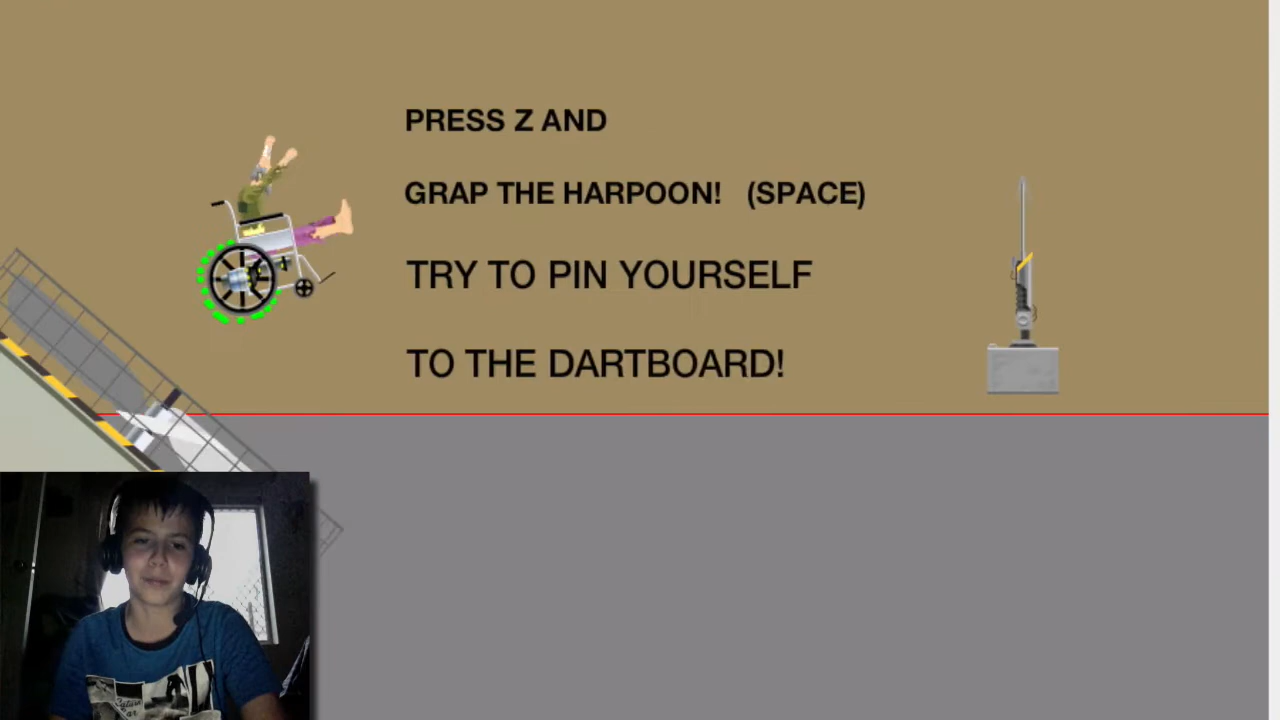 PRESS Z AND
GRAP THE HARPOON! (SPACE)
TRY TO PIN YOURSELF
TO THE DARTBOARD!